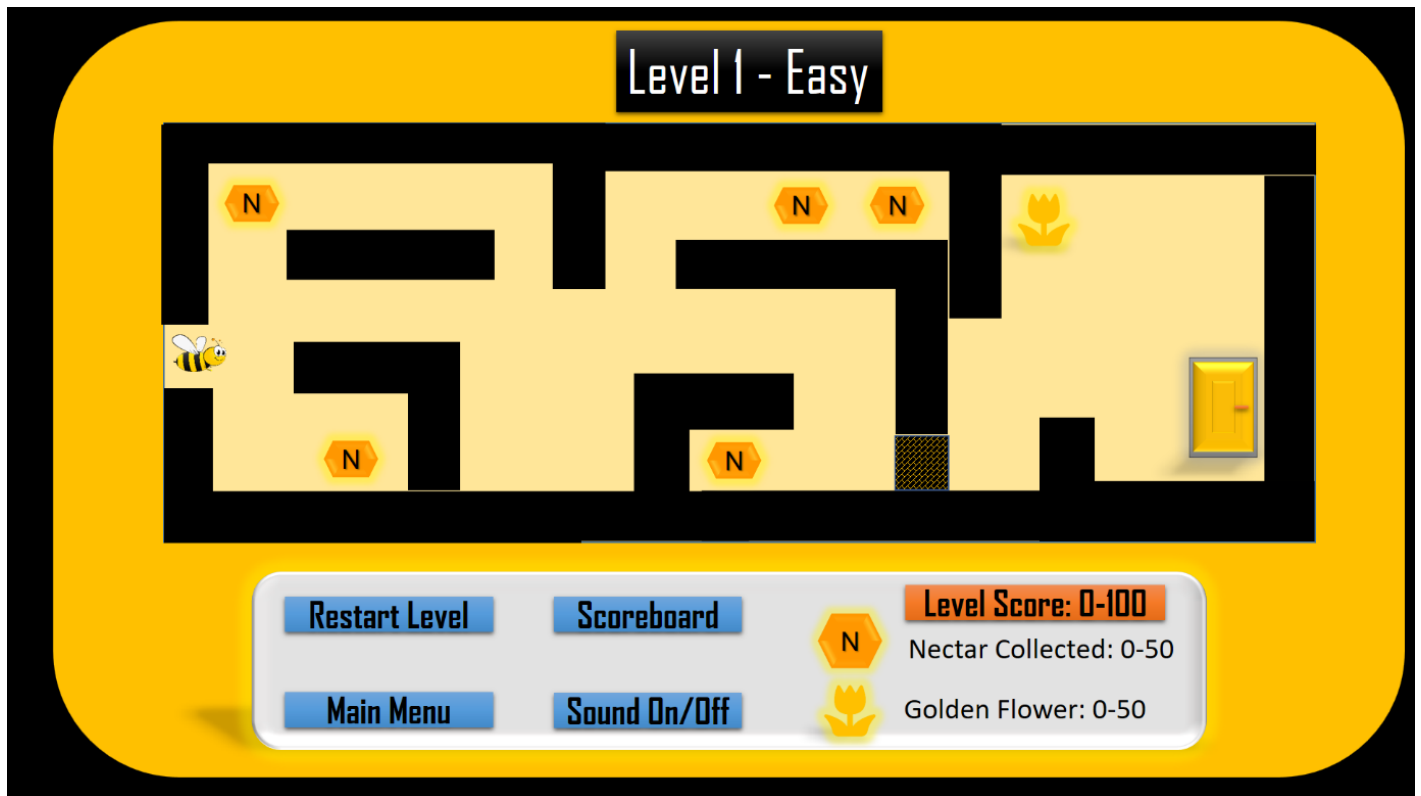 Level 1 - Easy
N
N
N
N
N
Restart Level
Scoreboard
Level Score: 0-100
N
Nectar Collected: 0-50
Main Menu
Sound On/Off
Golden Flower: 0-50